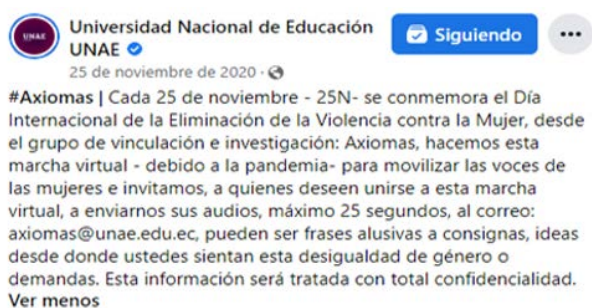 UNAE
Universidad Nacional de Educación
UNAE
Siguiendo
25 de noviembre de 2020 ·
#Axiomas | Cada 25 de noviembre - 25N- se conmemora el Día
Internacional de la Eliminación de la Violencia contra la Mujer, desde
el grupo de vinculación e investigación: Axiomas, hacemos esta
marcha virtual - debido a la pandemia- para movilizar las voces de
las mujeres e invitamos, a quienes deseen unirse a esta marcha
virtual, a enviarnos sus audios, máximo 25 segundos, al correo:
axiomas@unae.edu.ec, pueden ser frases alusivas a consignas, ideas
desde donde ustedes sientan esta desigualdad de género o
demandas. Esta información será tratada con total confidencialidad.
Ver menos